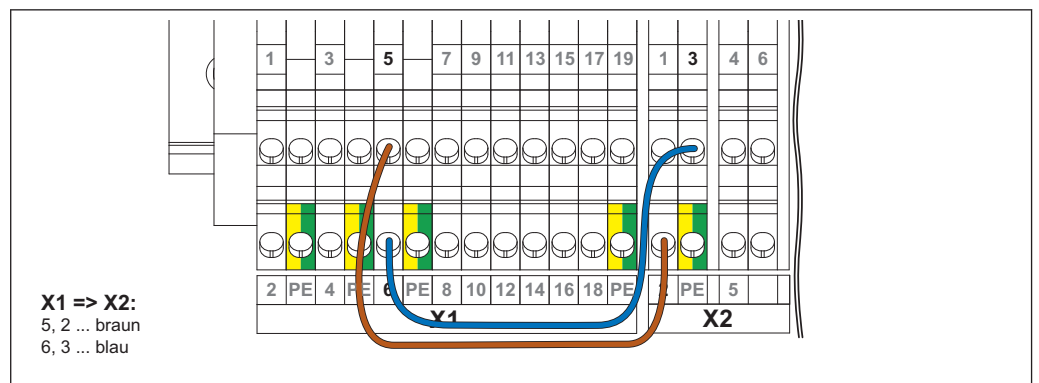 1 3 5 7 9 11 13 15 17 19 1 3 4 6
2 PE 4 PE 6 PE 8 10 12 14 16 18 PE 2 PE 5
X1 X2
X1 => X2:
5, 2 ... braun
6, 3 ... blau